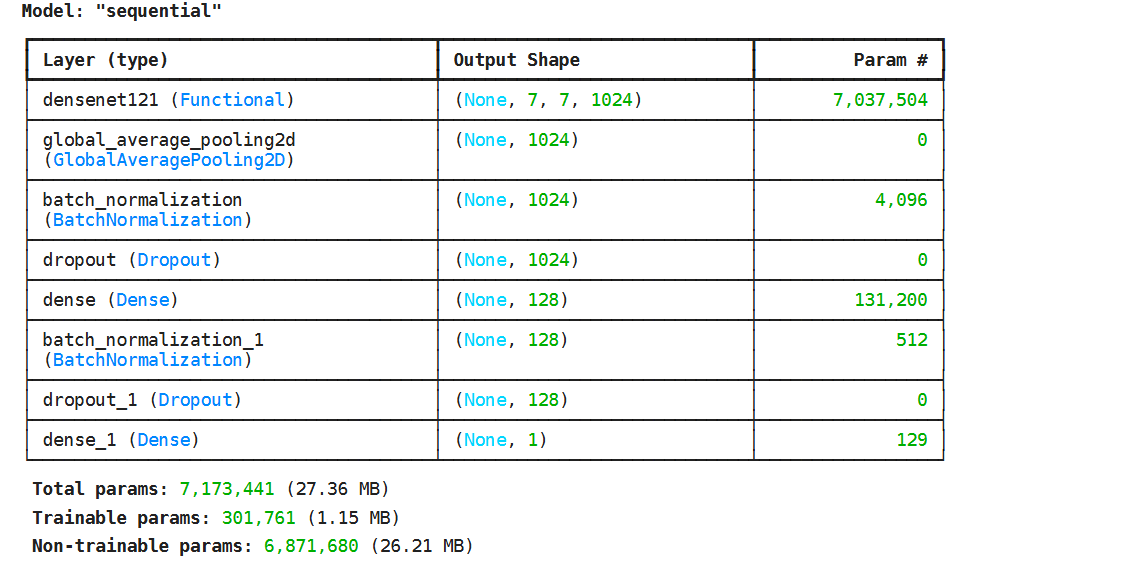 Model: "sequential"
Layer (type) Output Shape Param #
densenet121 (Functional) (None, 7, 7, 1024) 7,037,504
global_average_pooling2d (None, 1024) 0
(GlobalAveragePooling2D)
batch_normalization (None, 1024) 4,096
(BatchNormalization)
dropout (Dropout) (None, 1024) 0
dense (Dense) (None, 128) 131,200
batch_normalization_1 (None, 128) 512
(BatchNormalization)
dropout_1 (Dropout) (None, 128) 0
dense_1 (Dense) (None, 1) 129
Total params: 7,173,441 (27.36 MB)
Trainable params: 301,761 (1.15 MB)
Non-trainable params: 6,871,680 (26.21 MB)